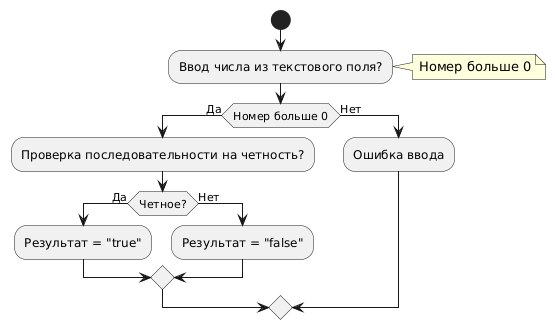 Ввод числа из текстового поля?
Номер больше 0
Да
Номер больше 0
Нет
Проверка последовательности на четность?
Ошибка ввода
Да
Четное?
Нет
Результат = "true"
Результат = "false"